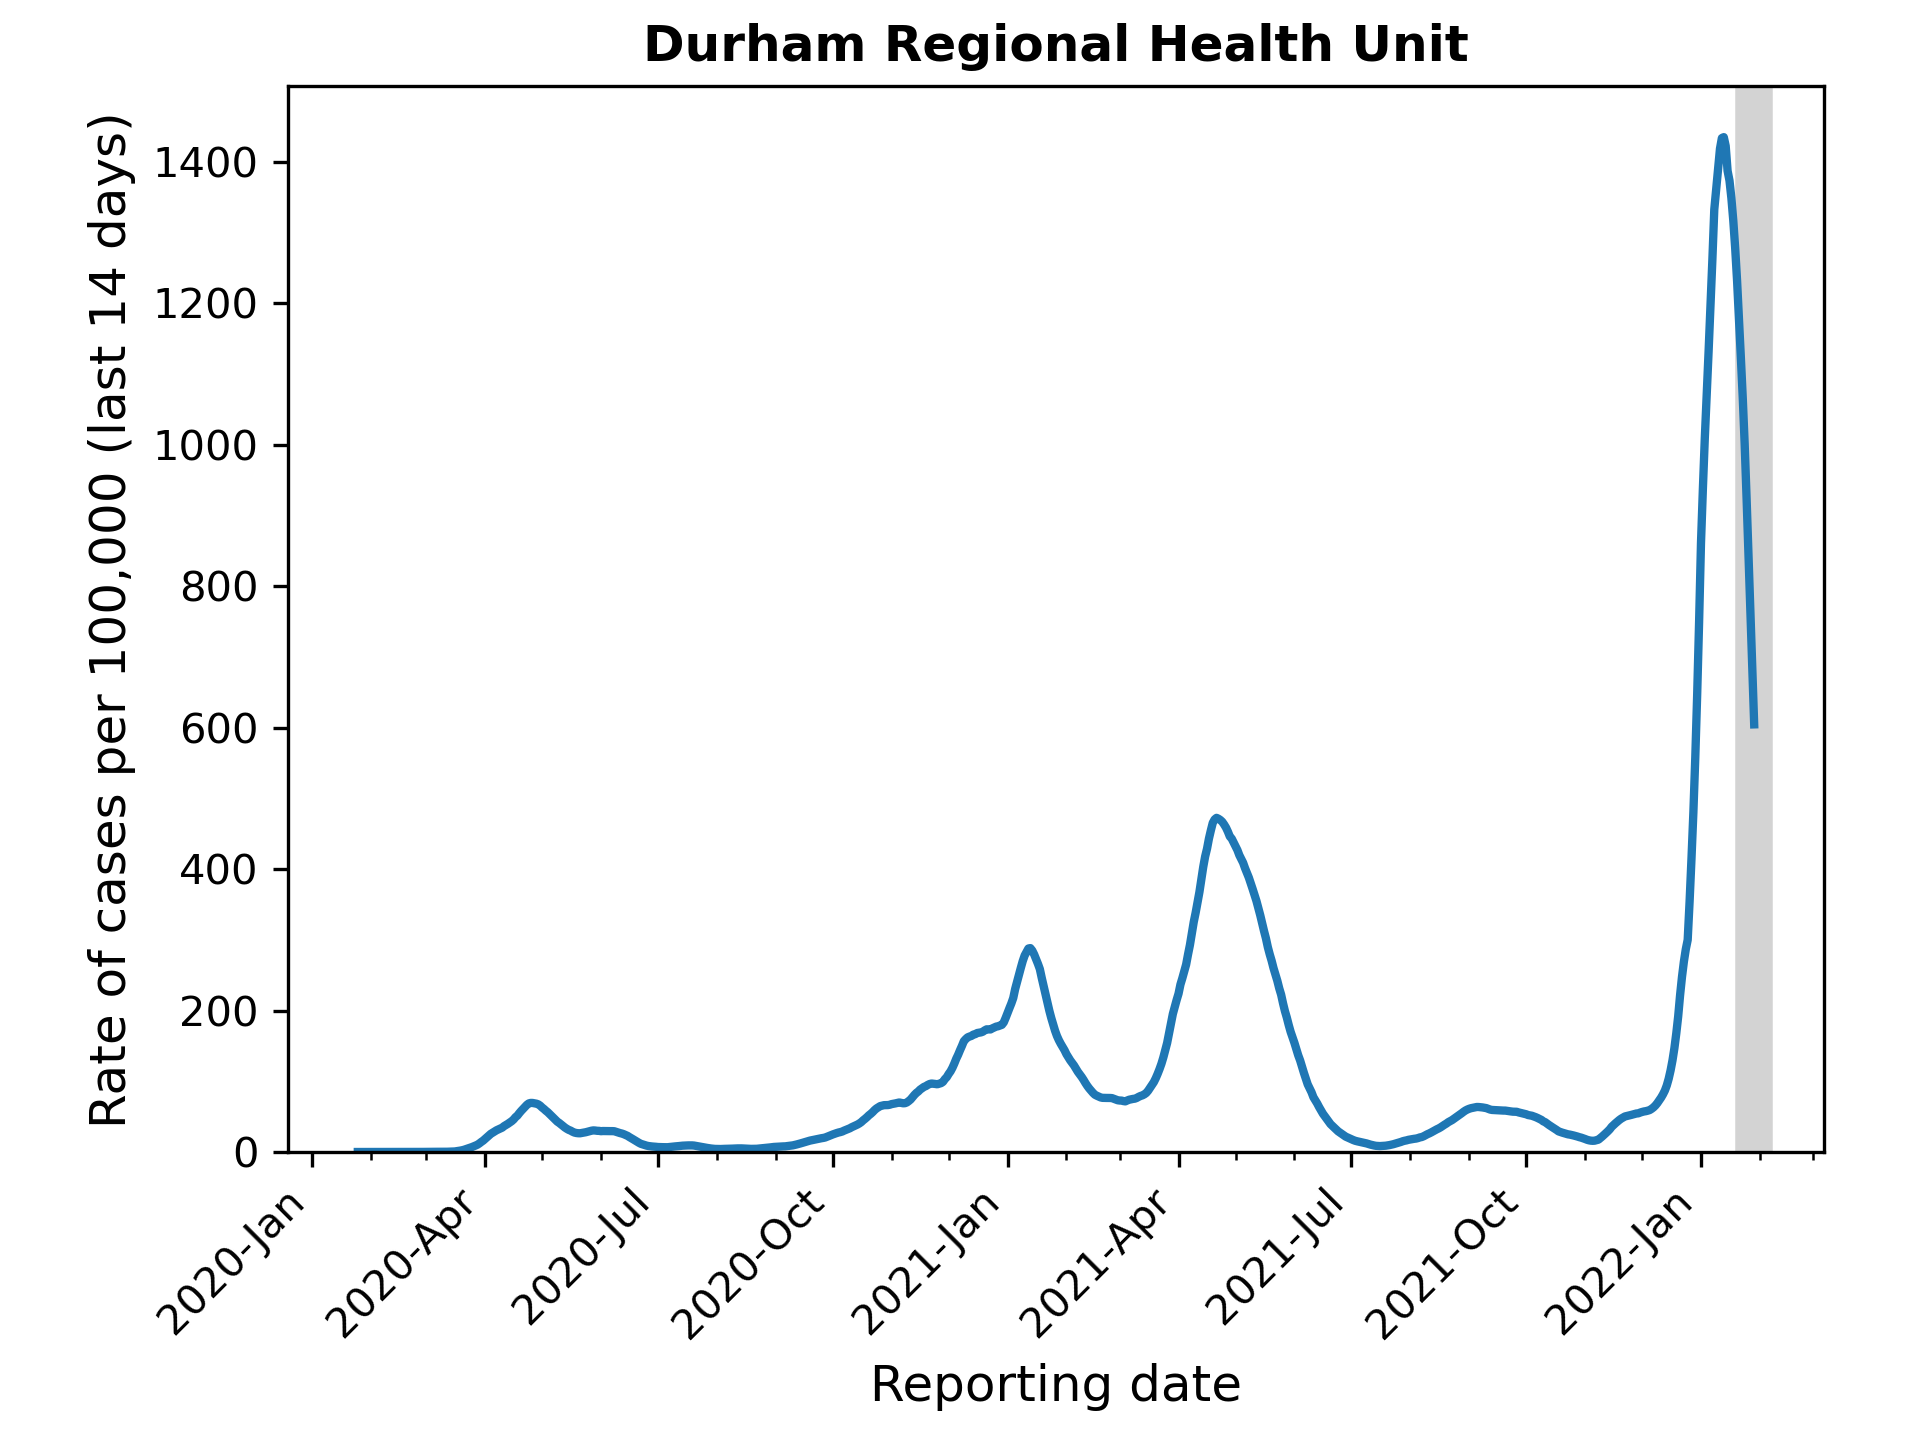 Durham Regional Health Unit
Rate of cases per 100,000 (last 14 days)
1400
1200
1000
800
600
400
200
0
2020-Jan
2020-Apr
2020-Jul
2020-Oct
2021-Jan
2021-Apr
2021-Jul
2021-Oct
2022-Jan
Reporting date